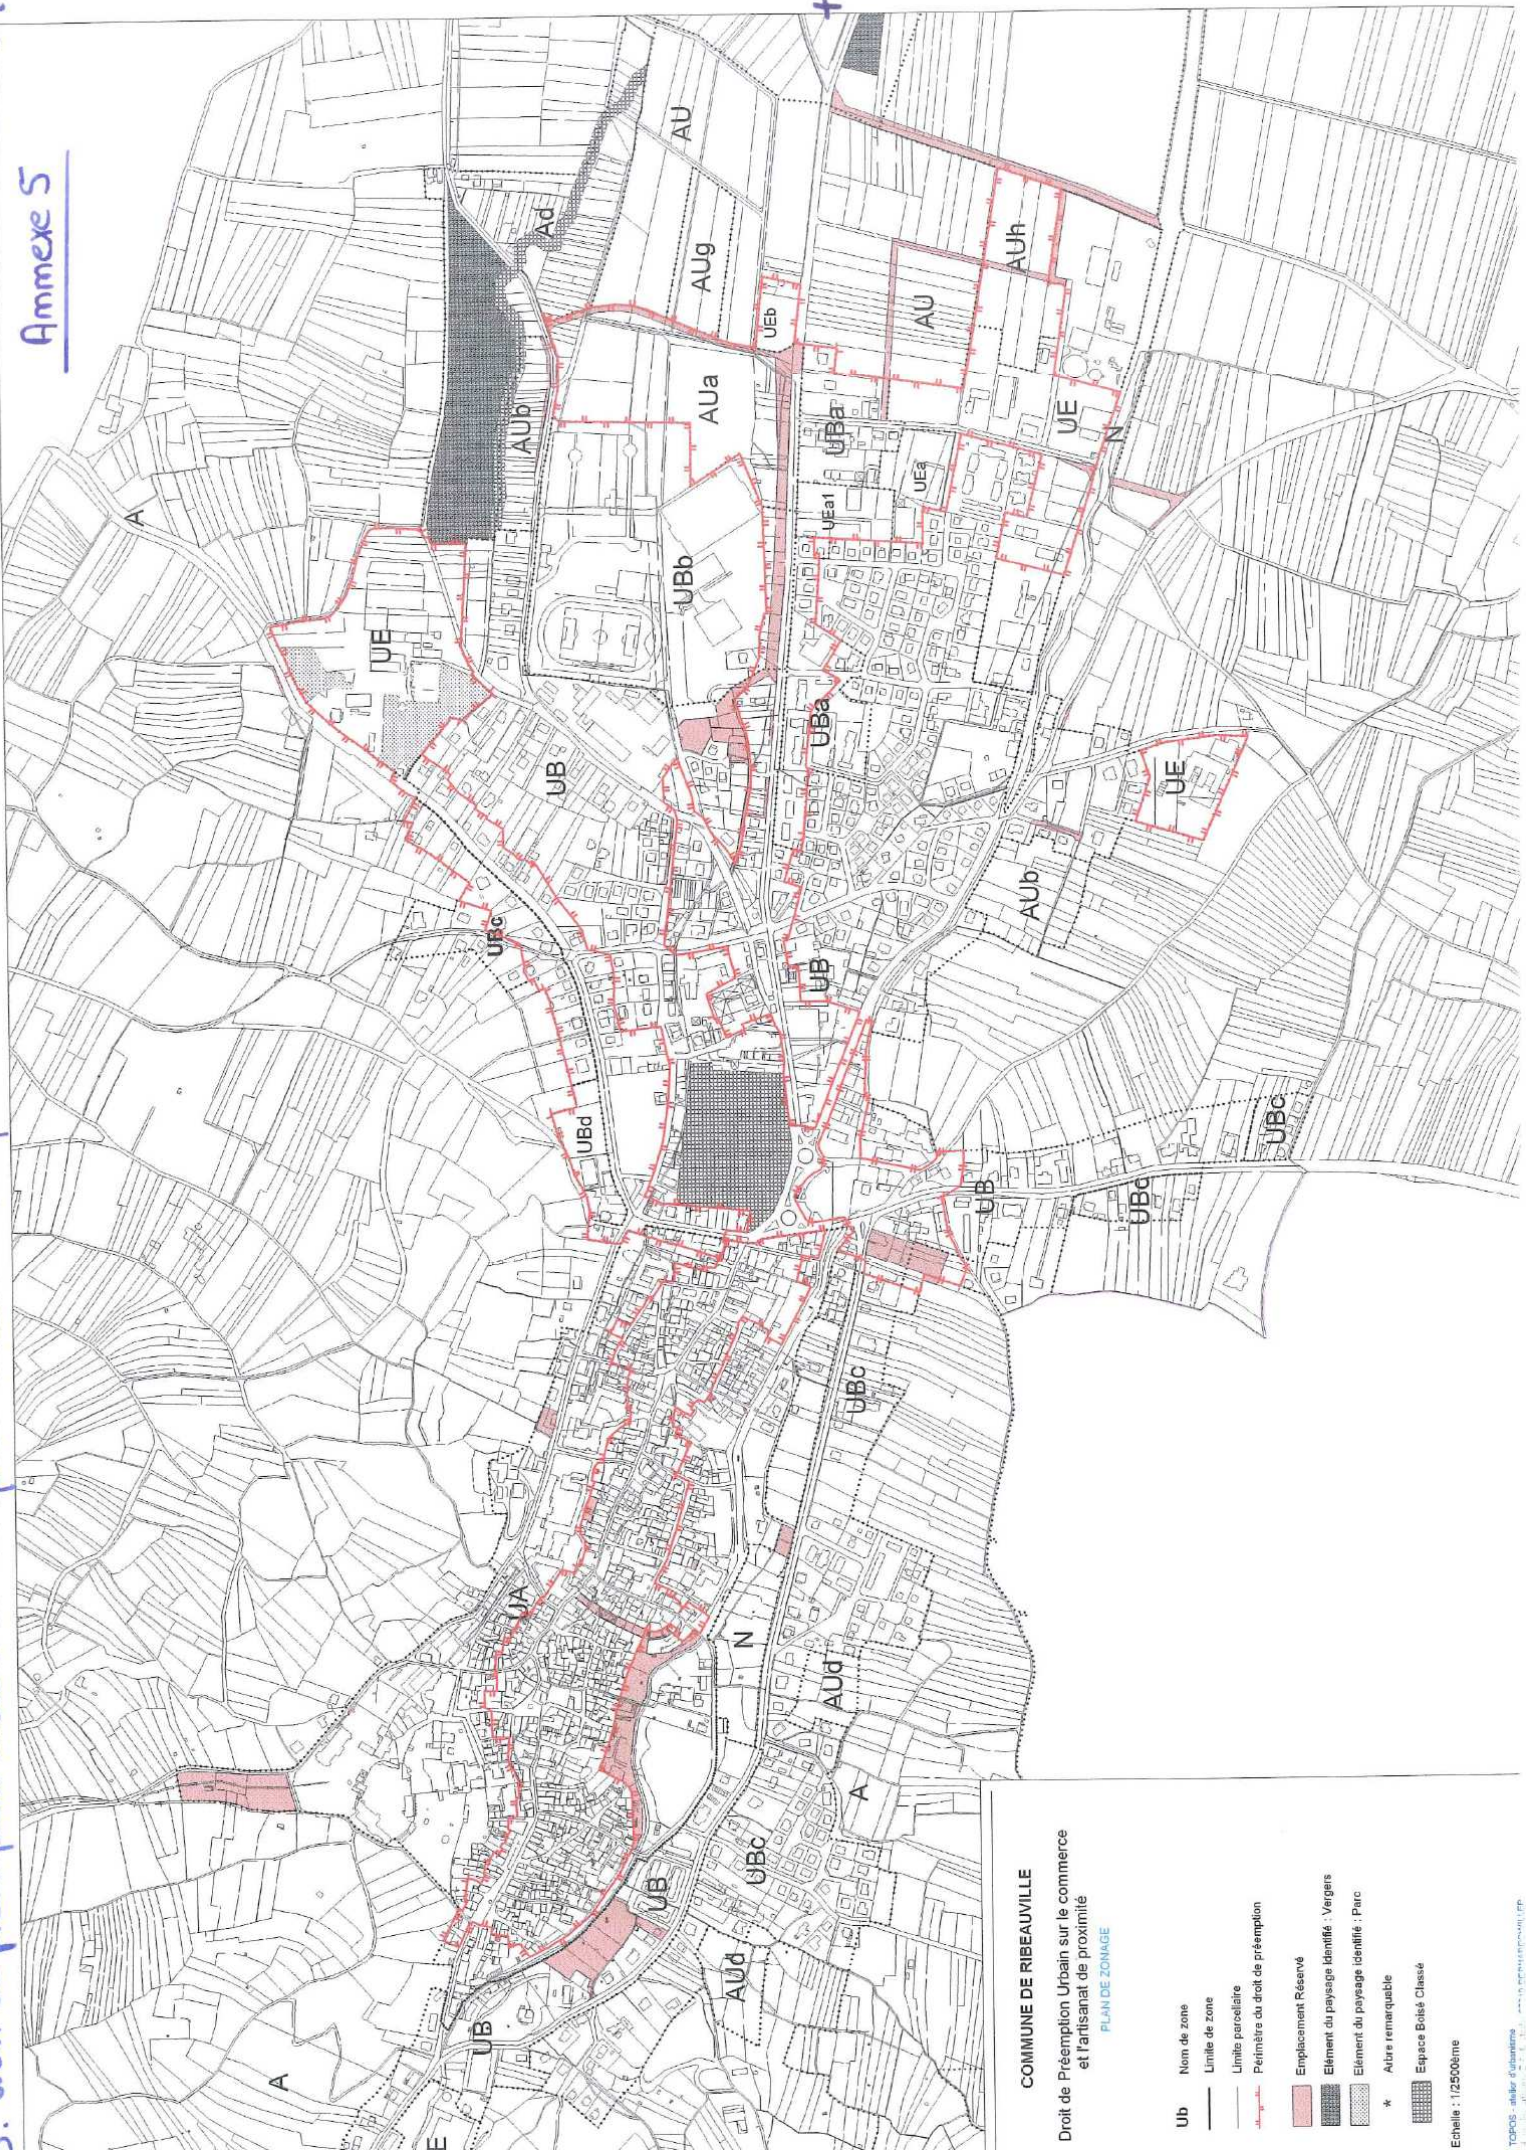 Annexe 5
A
UE
AUb
Ad
AU
AUg
UEb
AUa
UBb
UB
UBc
UBd
UBa
UBa
UEa1
UEa
AU
AUh
UE
N
UE
AUb
UB
UB
UBd
UBc
UBc
UA
N
AUd
A
UBc
UB
AUd
UB
A
E
COMMUNE DE RIBEAUVILLE
Droit de Préemption Urbain sur le commerce
et l'artisanat de proximité
PLAN DE ZONAGE
Ub Nom de zone
Limite de zone
Limite parcellaire
Périmètre du droit de préemption
Emplacement Réservé
Elément du paysage identifié : Vergers
Elément du paysage identifié : Parc
* Arbre remarquable
Espace Boisé Classé
Echelle : 1/2500ème
TOPOS - atelier d'urbanisme